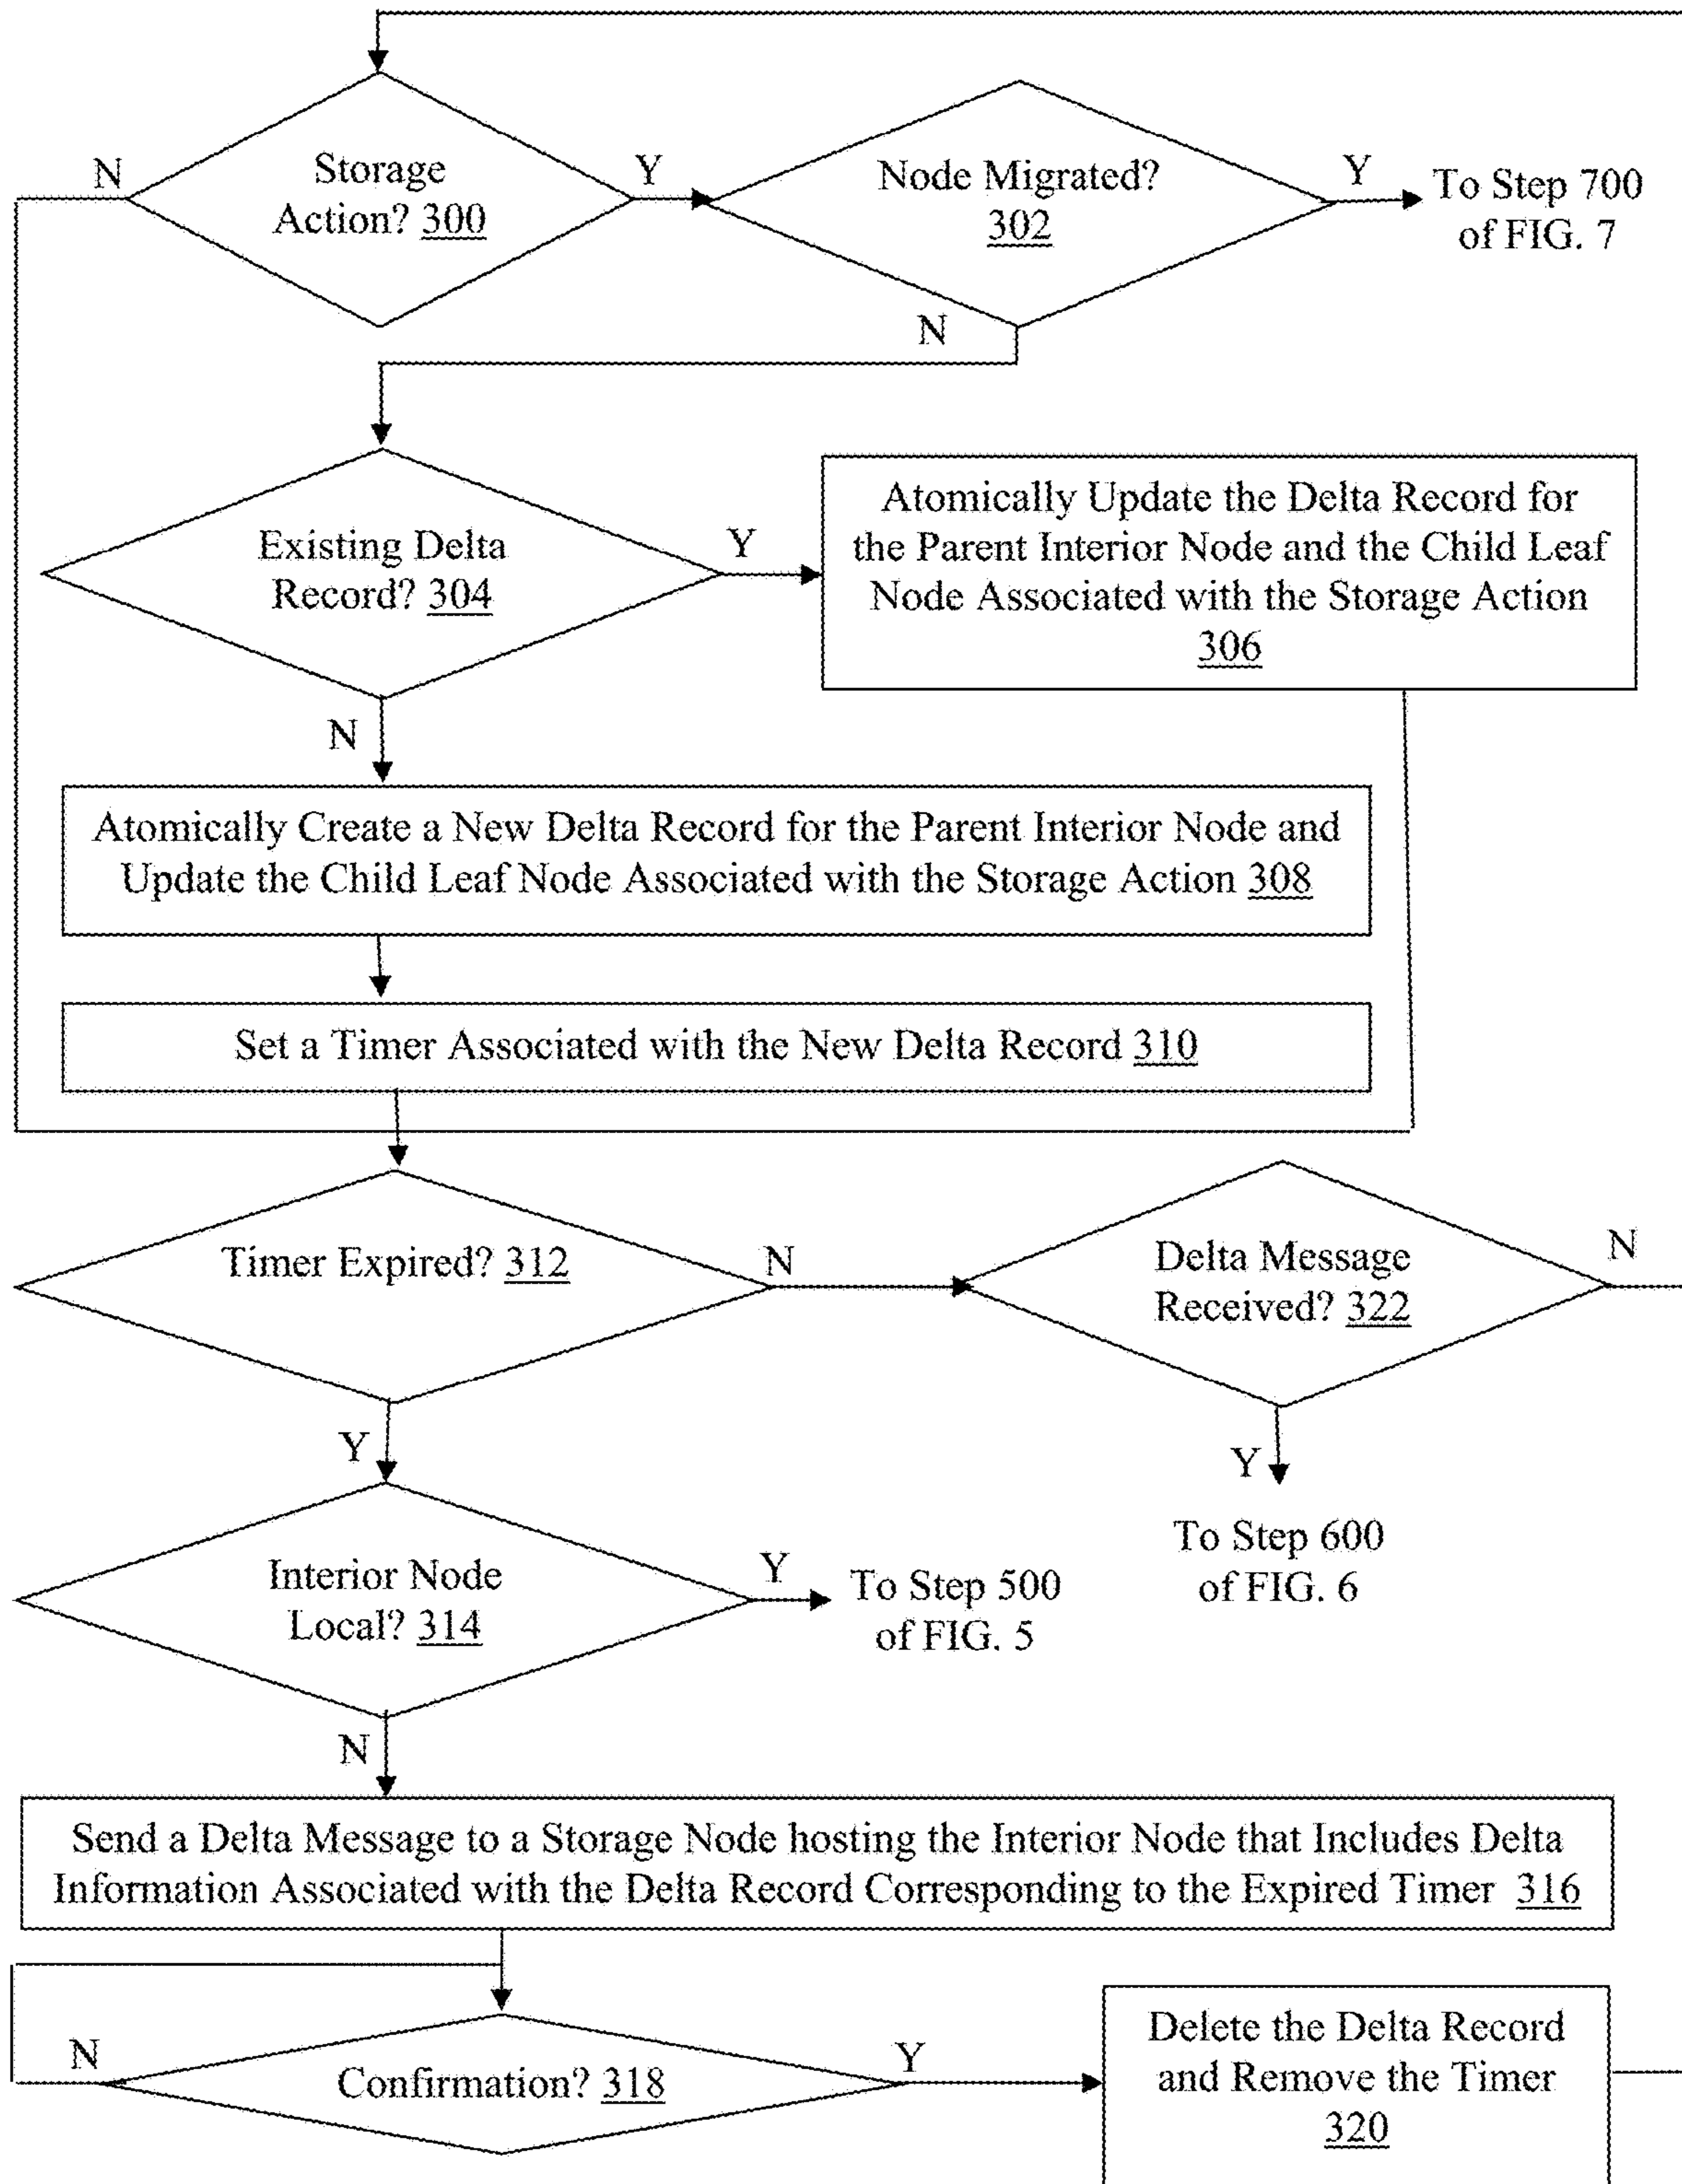 N
Storage
Action? 300
Y
Node Migrated?
302
Y
To Step 700
of FIG. 7
N
Existing Delta
Record? 304
Y
Atomically Update the Delta Record for
the Parent Interior Node and the Child Leaf
Node Associated with the Storage Action
306
N
Atomically Create a New Delta Record for the Parent Interior Node and
Update the Child Leaf Node Associated with the Storage Action 308
Set a Timer Associated with the New Delta Record 310
Timer Expired? 312
N
Delta Message
Received? 322
N
Y
Y
To Step 600
of FIG. 6
Interior Node
Local? 314
Y
To Step 500
of FIG. 5
N
Send a Delta Message to a Storage Node hosting the Interior Node that Includes Delta
Information Associated with the Delta Record Corresponding to the Expired Timer 316
N
Confirmation? 318
Y
Delete the Delta Record
and Remove the Timer
320